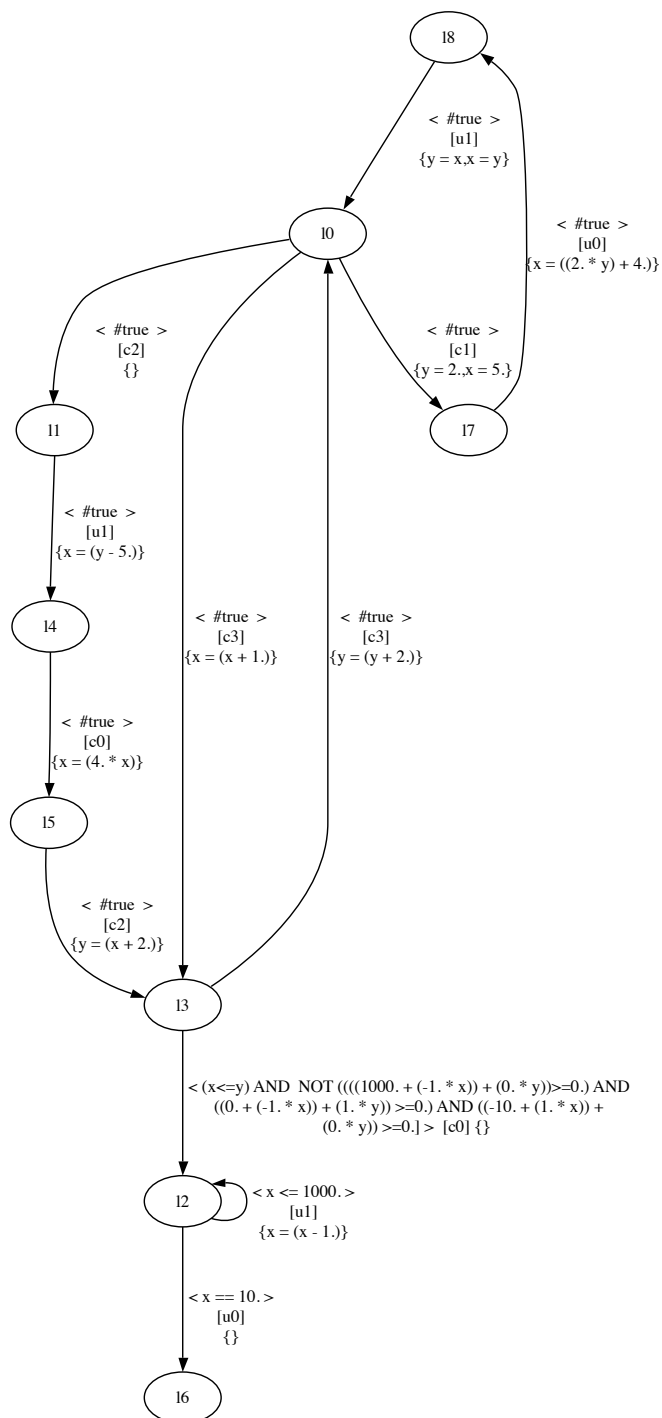 l8
< #true >
[u1]
{y = x,x = y}
l0
< #true >
[u0]
{x = ((2. * y) + 4.)}
< #true >
[c2]
{}
< #true >
[c1]
{y = 2.,x = 5.}
l1
l7
< #true >
[u1]
{x = (y - 5.)}
l4
< #true >
[c3]
{x = (x + 1.)}
< #true >
[c3]
{y = (y + 2.)}
< #true >
[c0]
{x = (4. * x)}
l5
< #true >
[c2]
{y = (x + 2.)}
l3
< (x<=y) AND NOT ((((1000. + (-1. * x)) + (0. * y))>=0.) AND
((0. + (-1. * x)) + (1. * y)) >=0.) AND ((-10. + (1. * x)) +
(0. * y)) >=0.] > [c0] {}
l2
< x <= 1000. >
[u1]
{x = (x - 1.)}
< x == 10. >
[u0]
{}
l6